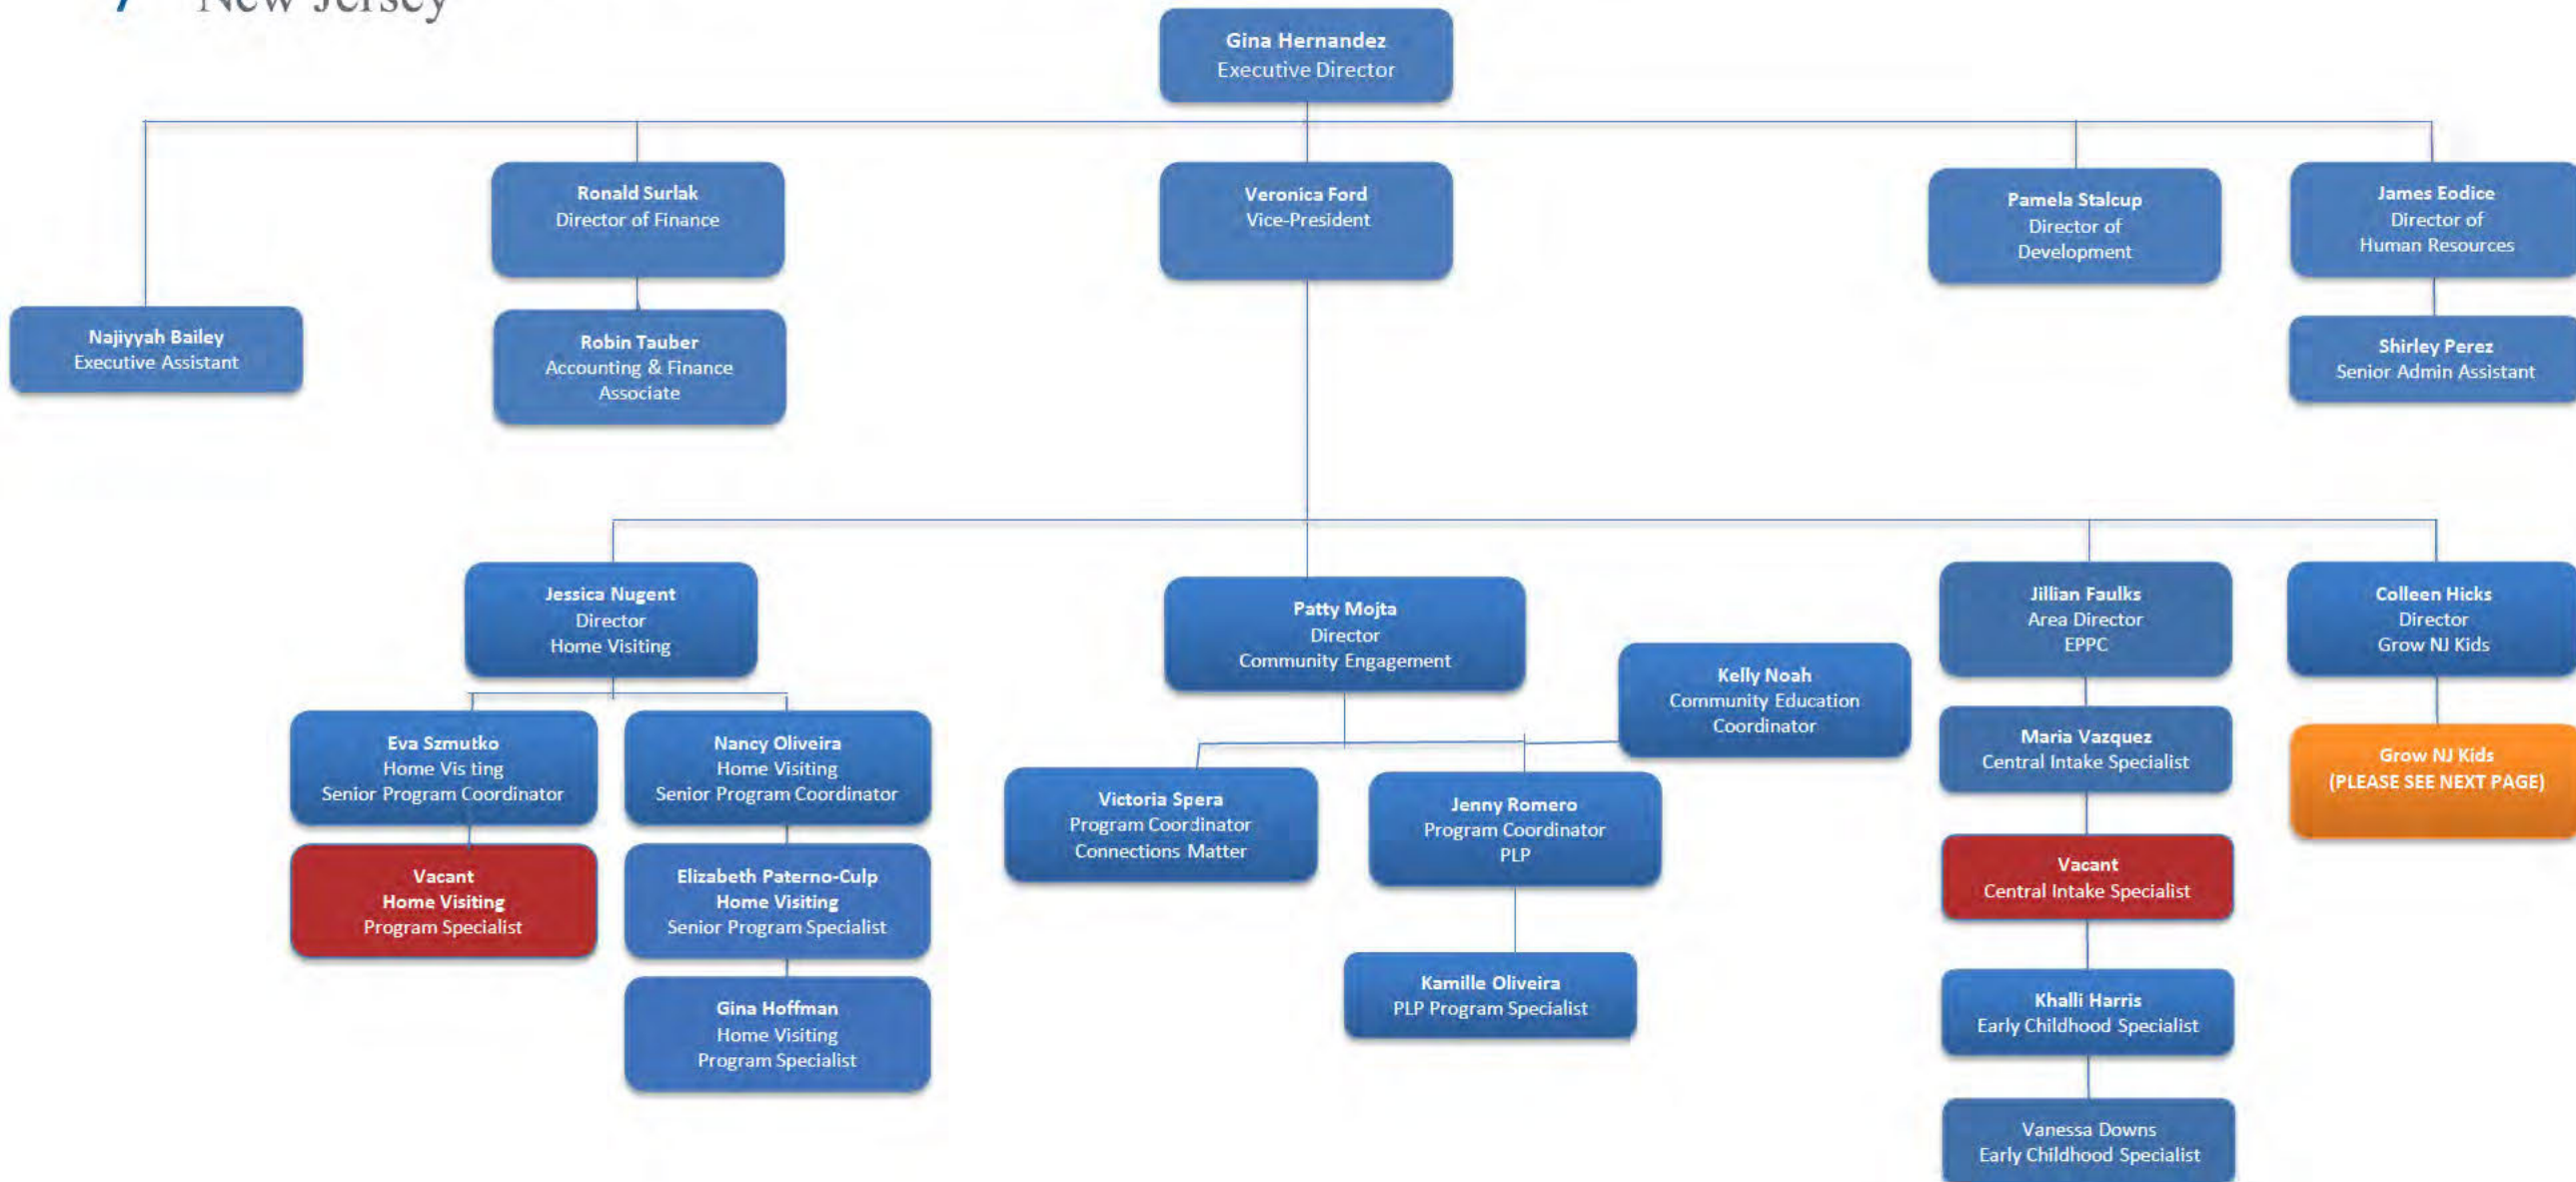 New Jersey
Gina Hernandez
Executive Director
Ronald Surlak
Director of Finance
Veronica Ford
Vice-President
Pamela Stalcup
Director of
Development
James Eodice
Director of
Human Resources
Najiyyah Bailey
Executive Assistant
Robin Tauber
Accounting & Finance
Associate
Shirley Perez
Senior Admin Assistant
Jessica Nugent
Director
Home Visiting
Patty Mojta
Director
Community Engagement
Kelly Noah
Community Education
Coordinator
Jillian Faulks
Area Director
EPPC
Colleen Hicks
Director
Grow NJ Kids
Eva Szmutko
Home Vis ting
Senior Program Coordinator
Nancy Oliveira
Home Visiting
Senior Program Coordinator
Victoria Spera
Program Coordinator
Connections Matter
Jenny Romero
Program Coordinator
PLP
Maria Vazquez
Central Intake Specialist
Grow NJ Kids
(PLEASE SEE NEXT PAGE)
Vacant
Home Visiting
Program Specialist
Elizabeth Paterno-Culp
Home Visiting
Senior Program Specialist
Vacant
Central Intake Specialist
Gina Hoffman
Home Visiting
Program Specialist
Kamille Oliveira
PLP Program Specialist
Khalli Harris
Early Childhood Specialist
Vanessa Downs
Early Childhood Specialist